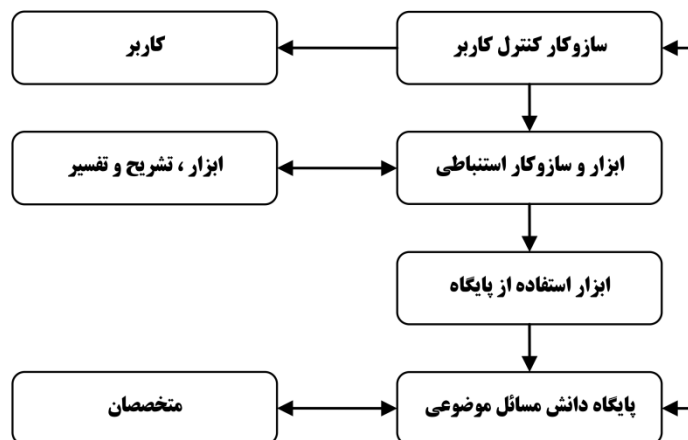 سازوکار کنترل کاربر
کاربر
ابزار و سازوکار استنباطی
ابزار ، تشریح و تفسیر
ابزار استفاده از پایگاه
پایگاه دانش مسائل موضوعی
متخصصان